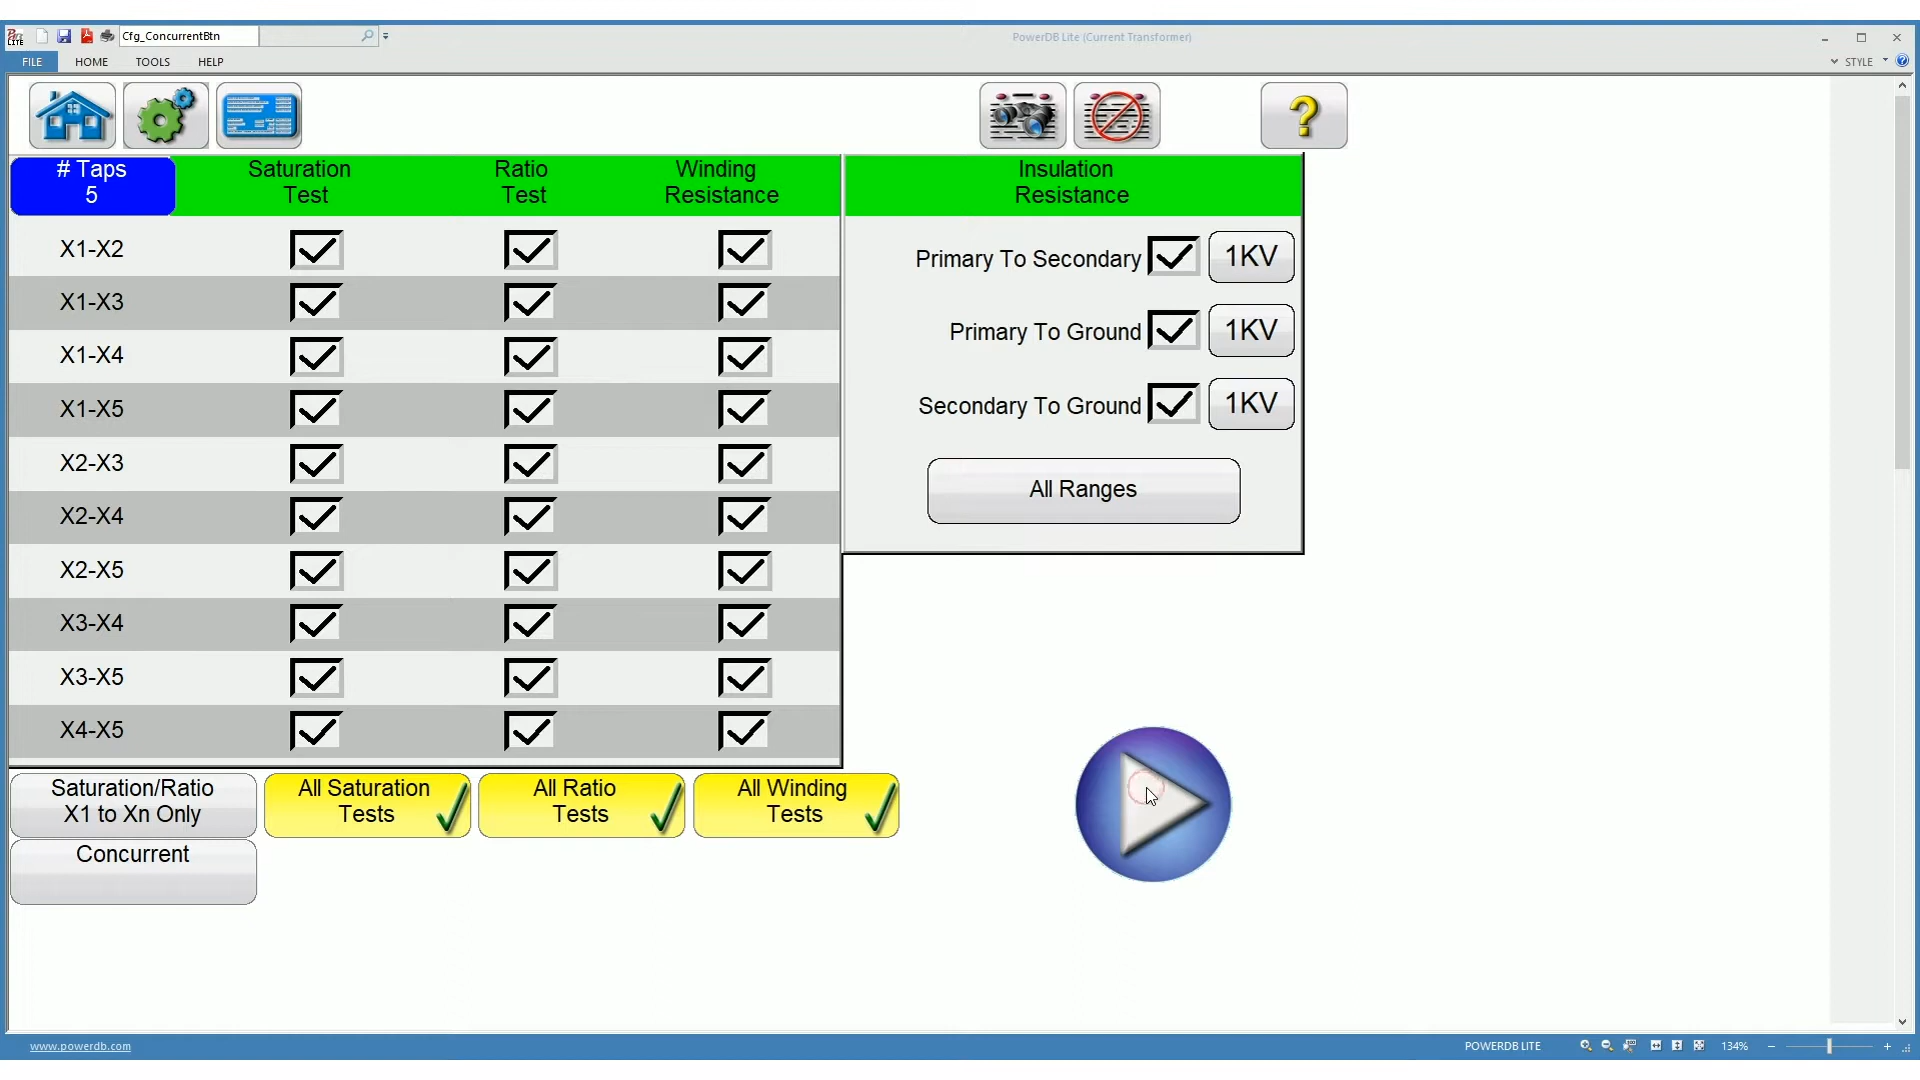 Cfg_ConcurrentBtn
PowerDB Lite (Current Transformer)
FILE HOME TOOLS HELP
STYLE
# Taps
5
Saturation
Test
Ratio
Test
Winding
Resistance
Insulation
Resistance
X1-X2
X1-X3
X1-X4
X1-X5
X2-X3
X2-X4
X2-X5
X3-X4
X3-X5
X4-X5
Primary To Secondary 1KV
Primary To Ground 1KV
Secondary To Ground 1KV
All Ranges
Saturation/Ratio
X1 to Xn Only
All Saturation
Tests
All Ratio
Tests
All Winding
Tests
Concurrent
www.powerdb.com
POWERDB LITE
134%